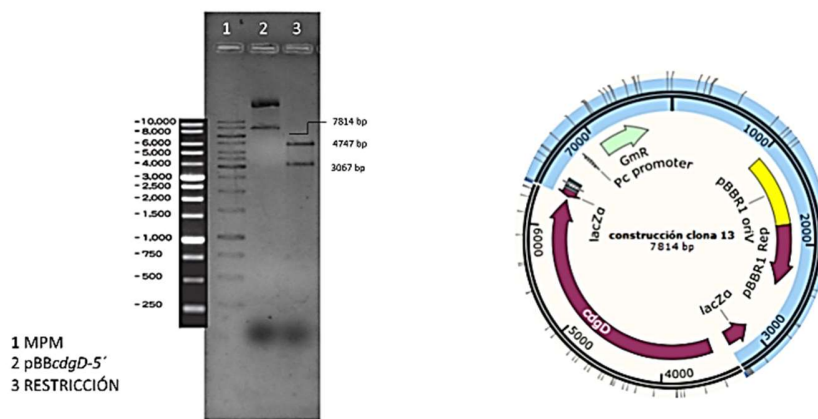 1 2 3
-10,000
- 8,000
- 6,000
- 5,000
- 4,000
- 3,000
- 2,500
- 2,000
- 1,500
- 1,000
- 750
- 500
- 250
7814 bp
4747 bp
3067 bp
1 MPM
2 pBBcdgD-5´
3 RESTRICCIÓN
1000
2000
3000
4000
5000
6000
7000
GmR
Pc promoter
lacZα
pBBR1 oriV
pBBR1 Rep
construcción clona 13
7814 bp
lacZα
cdgD